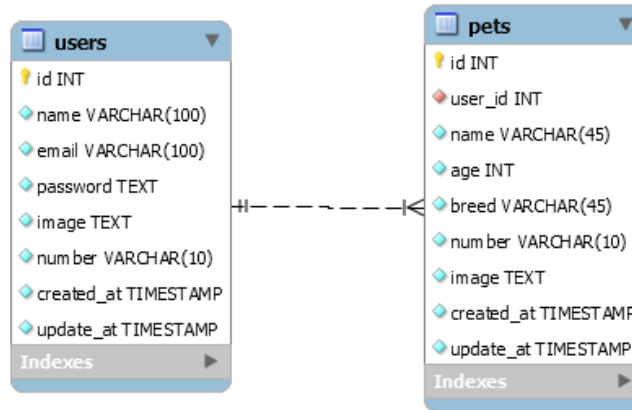 users
id INT
name VARCHAR(100)
email VARCHAR(100)
password TEXT
image TEXT
number VARCHAR(10)
created_at TIMESTAMP
update_at TIMESTAMP
Indexes
pets
id INT
user_id INT
name VARCHAR(45)
age INT
breed VARCHAR(45)
number VARCHAR(10)
image TEXT
created_at TIMESTAMP
update_at TIMESTAMP
Indexes